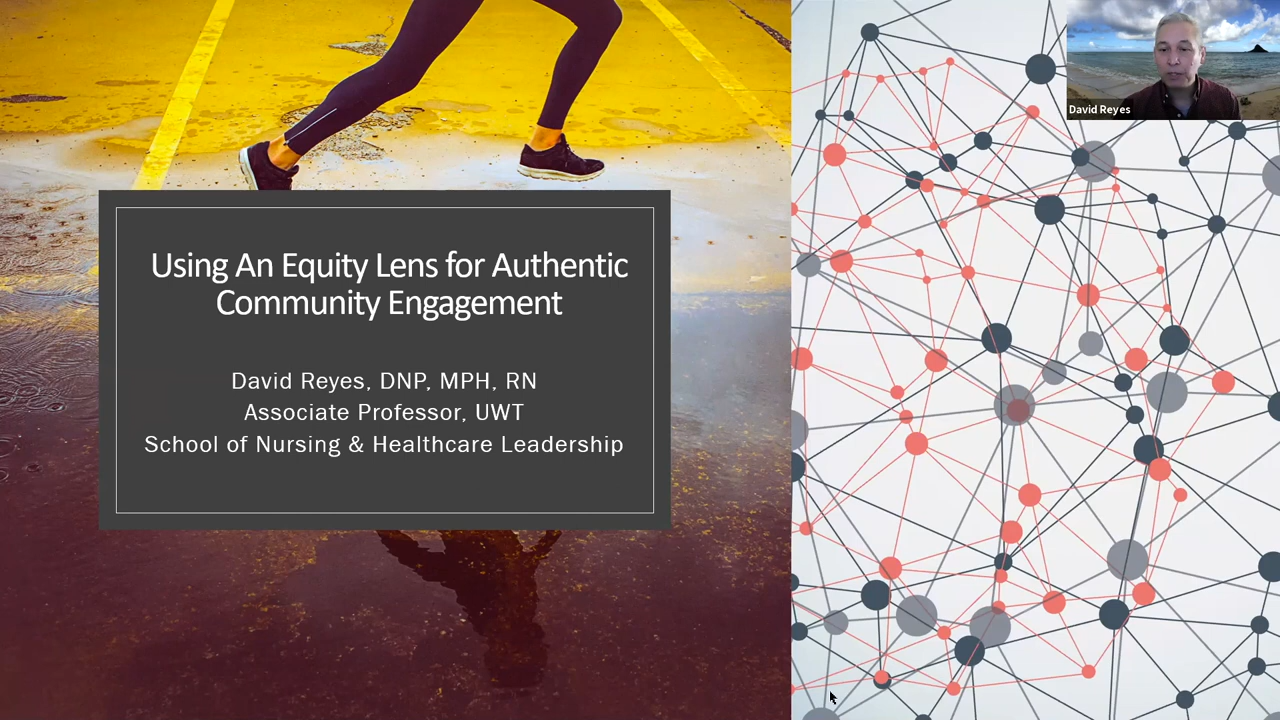 Using An Equity Lens for Authentic
Community Engagement
David Reyes, DNP, MPH, RN
Associate Professor, UWT
School of Nursing & Healthcare Leadership
David Reyes